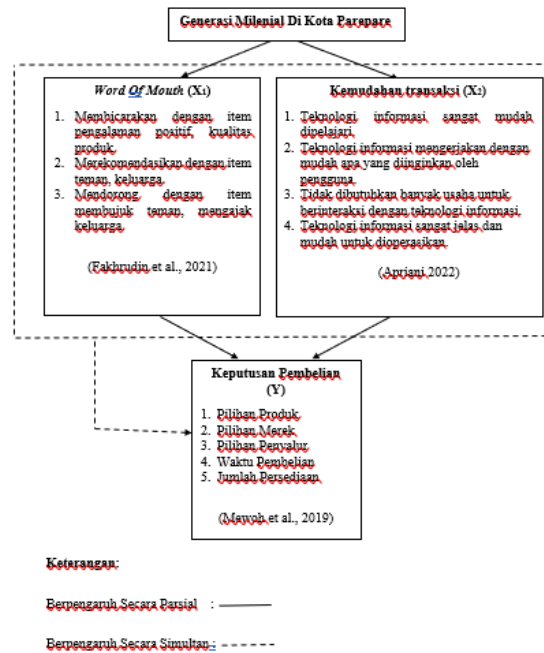 Generasi Milenial Di Kota Parepare
Word Of Mouth (X1)
1. Membicarakan dengan item
pengalaman positif, kualitas
produk.
2. Merekomendasikan dengan item
teman, keluarga.
3. Mendorong dengan item
membujuk teman, mengajak
keluarga.
(Fakhrudin et al., 2021)
Kemudahan transaksi (X2)
1. Teknologi informasi sangat mudah
dipelajari
2. Teknologi informasi mengerjakan dengan
mudah apa yang diinginkan oleh
pengguna
3. Tidak dibutuhkan banyak usaha untuk
berinteraksi dengan teknologi informasi
4. Teknologi informasi sangat jelas dan
mudah untuk dioperasikan
(Apriani 2022)
Keputusan Pembelian
(Y)
1. Pilihan Produk
2. Pilihan Merek
3. Pilihan Penyalur
4. Waktu Pembelian
5. Jumlah Persediaan
(Mewoh et al., 2019)
Keterangan:
Berpengaruh Secara Parsial :
Berpengaruh Secara Simultan :